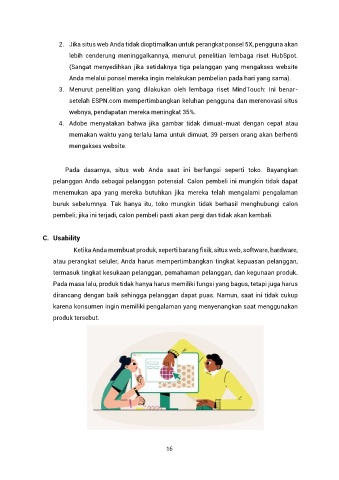 2. Jika situs web Anda tidak dioptimalkan untuk perangkat ponsel 5X, pengguna akan
lebih cenderung meninggalkannya, menurut penelitian lembaga riset HubSpot.
(Sangat menyedihkan jika setidaknya tiga pelanggan yang mengakses website
Anda melalui ponsel mereka ingin melakukan pembelian pada hari yang sama).
3. Menurut penelitian yang dilakukan oleh lembaga riset MindTouch: Ini benar-
setelah ESPN.com mempertimbangkan keluhan pengguna dan merenovasi situs
webnya, pendapatan mereka meningkat 35%.
4. Adobe menyatakan bahwa jika gambar tidak dimuat-muat dengan cepat atau
memakan waktu yang terlalu lama untuk dimuat, 39 persen orang akan berhenti
mengakses website.
Pada dasarnya, situs web Anda saat ini berfungsi seperti toko. Bayangkan
pelanggan Anda sebagai pelanggan potensial. Calon pembeli ini mungkin tidak dapat
menemukan apa yang mereka butuhkan jika mereka telah mengalami pengalaman
buruk sebelumnya. Tak hanya itu, toko mungkin tidak berhasil menghubungi calon
pembeli; jika ini terjadi, calon pembeli pasti akan pergi dan tidak akan kembali.
C. Usability
Ketika Anda membuat produk, seperti barang fisik, situs web, software, hardware,
atau perangkat seluler, Anda harus mempertimbangkan tingkat kepuasan pelanggan,
termasuk tingkat kesukaan pelanggan, pemahaman pelanggan, dan kegunaan produk.
Pada masa lalu, produk tidak hanya harus memiliki fungsi yang bagus, tetapi juga harus
dirancang dengan baik sehingga pelanggan dapat puas. Namun, saat ini tidak cukup
karena konsumen ingin memiliki pengalaman yang menyenangkan saat menggunakan
produk tersebut.
16